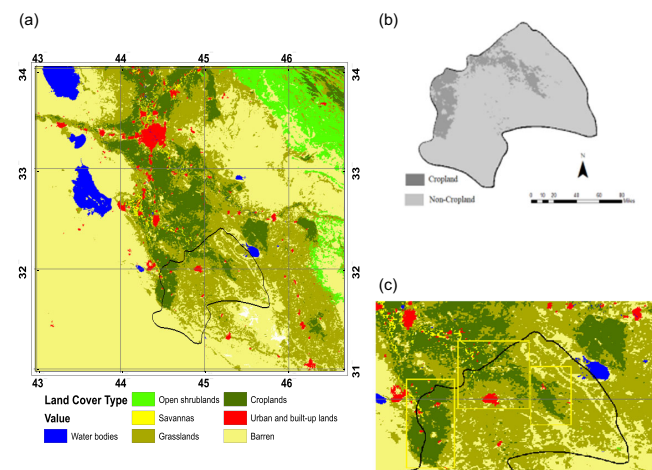 (a)
43 44 45 46
34 34
33 33
32 32
31 31
43 44 45 46
Land Cover Type
Value
Water bodies
Open shrublands
Savannas
Grasslands
Croplands
Urban and built-up lands
Barren
(b)
N
Cropland
Non-Cropland
0 10 20 40 60 80
Miles
(c)